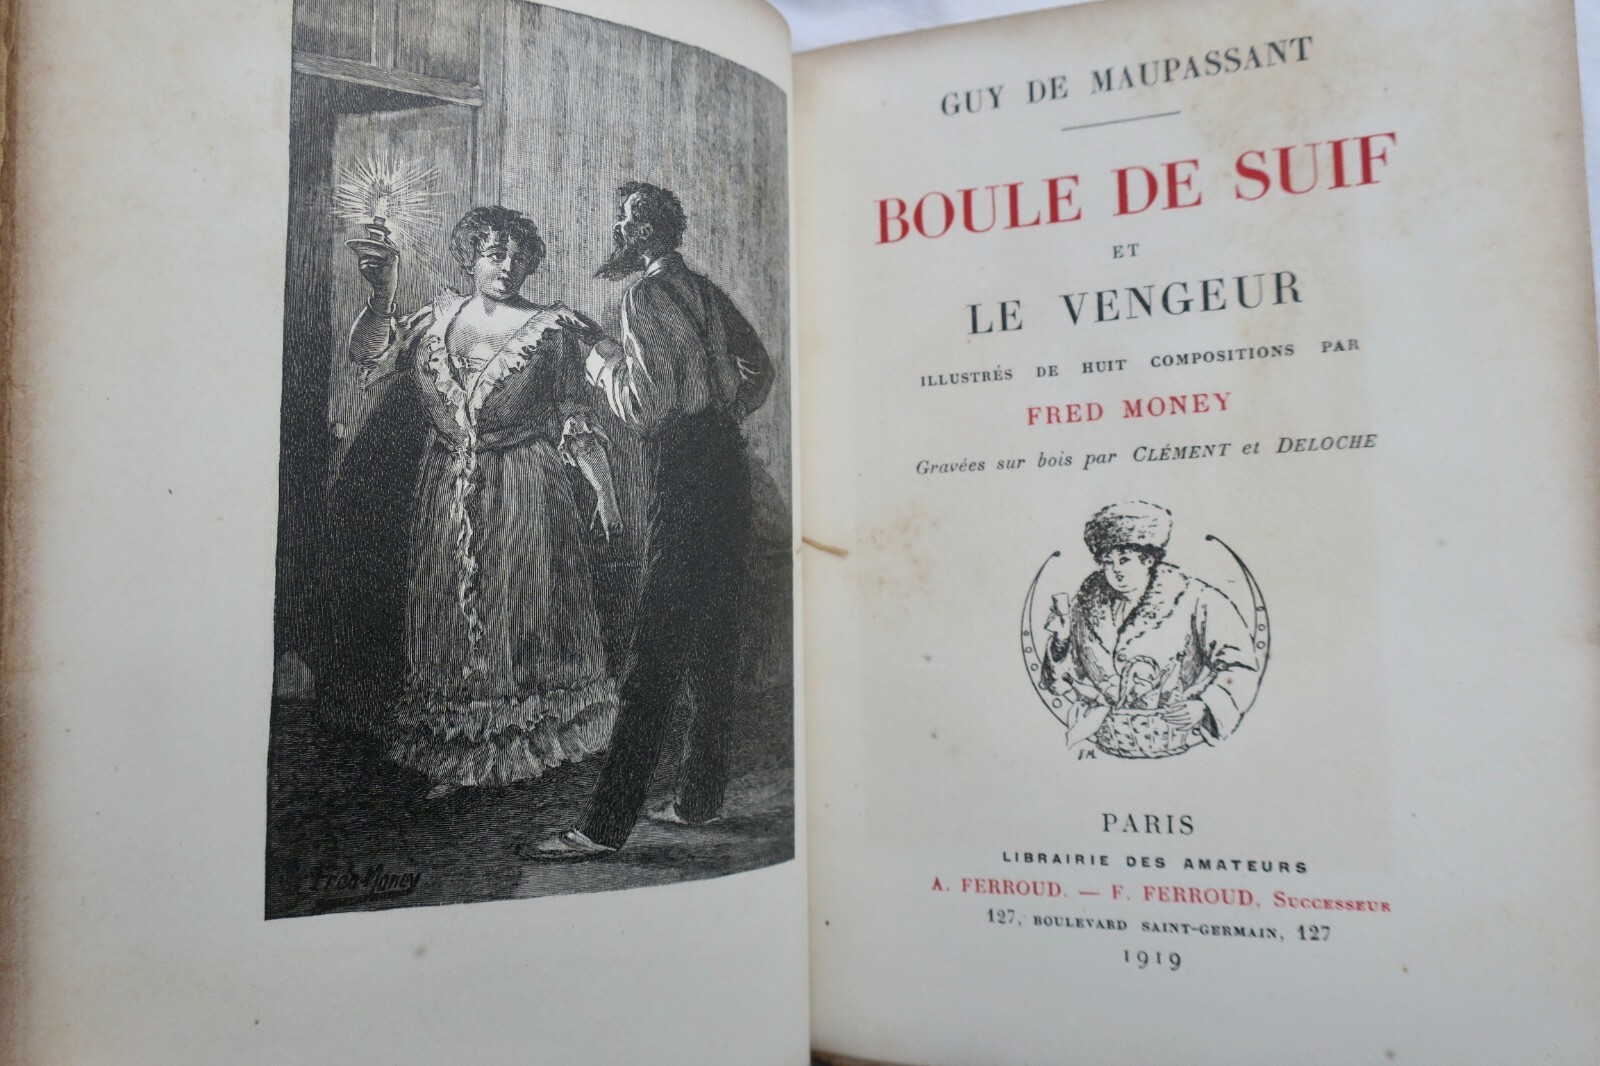 Fred Money
GUY DE MAUPASSANT
BOULE DE SUIF
ET
LE VENGEUR
ILLUSTRÉS DE HUIT COMPOSITIONS PAR
FRED MONEY
Gravées sur bois par CLÉMENT et DELOCHE
F.M.
PARIS
LIBRAIRIE DES AMATEURS
A. FERROUD. — F. FERROUD, SUCCESSEUR
127, BOULEVARD SAINT-GERMAIN, 127
1919